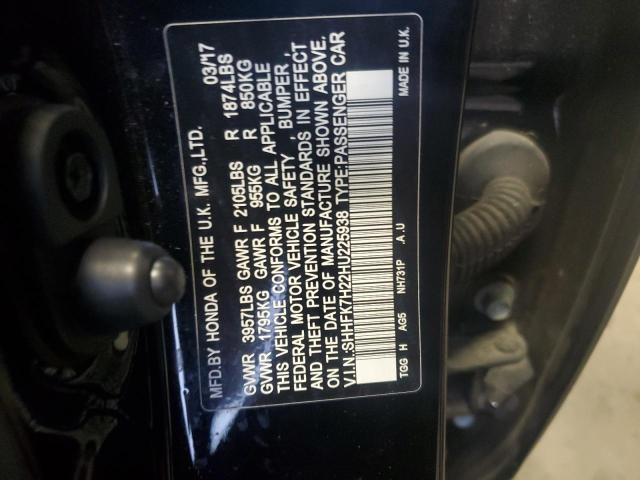 MFD.BY HONDA OF THE U.K. MFG.,LTD. 03/17
GVWR 3957LBS GAWR F 2105LBS R 1874LBS
GVWR 1795KG GAWR F 955KG R 850KG
THIS VEHICLE CONFORMS TO ALL APPLICABLE
FEDERAL MOTOR VEHICLE SAFETY , BUMPER ,
AND THEFT PREVENTION STANDARDS IN EFFECT
ON THE DATE OF MANUFACTURE SHOWN ABOVE.
V.I.N.:SHHFK7H22HU225938 TYPE:PASSENGER CAR
TGG H AG5 NH731P .A .U MADE IN U.K.